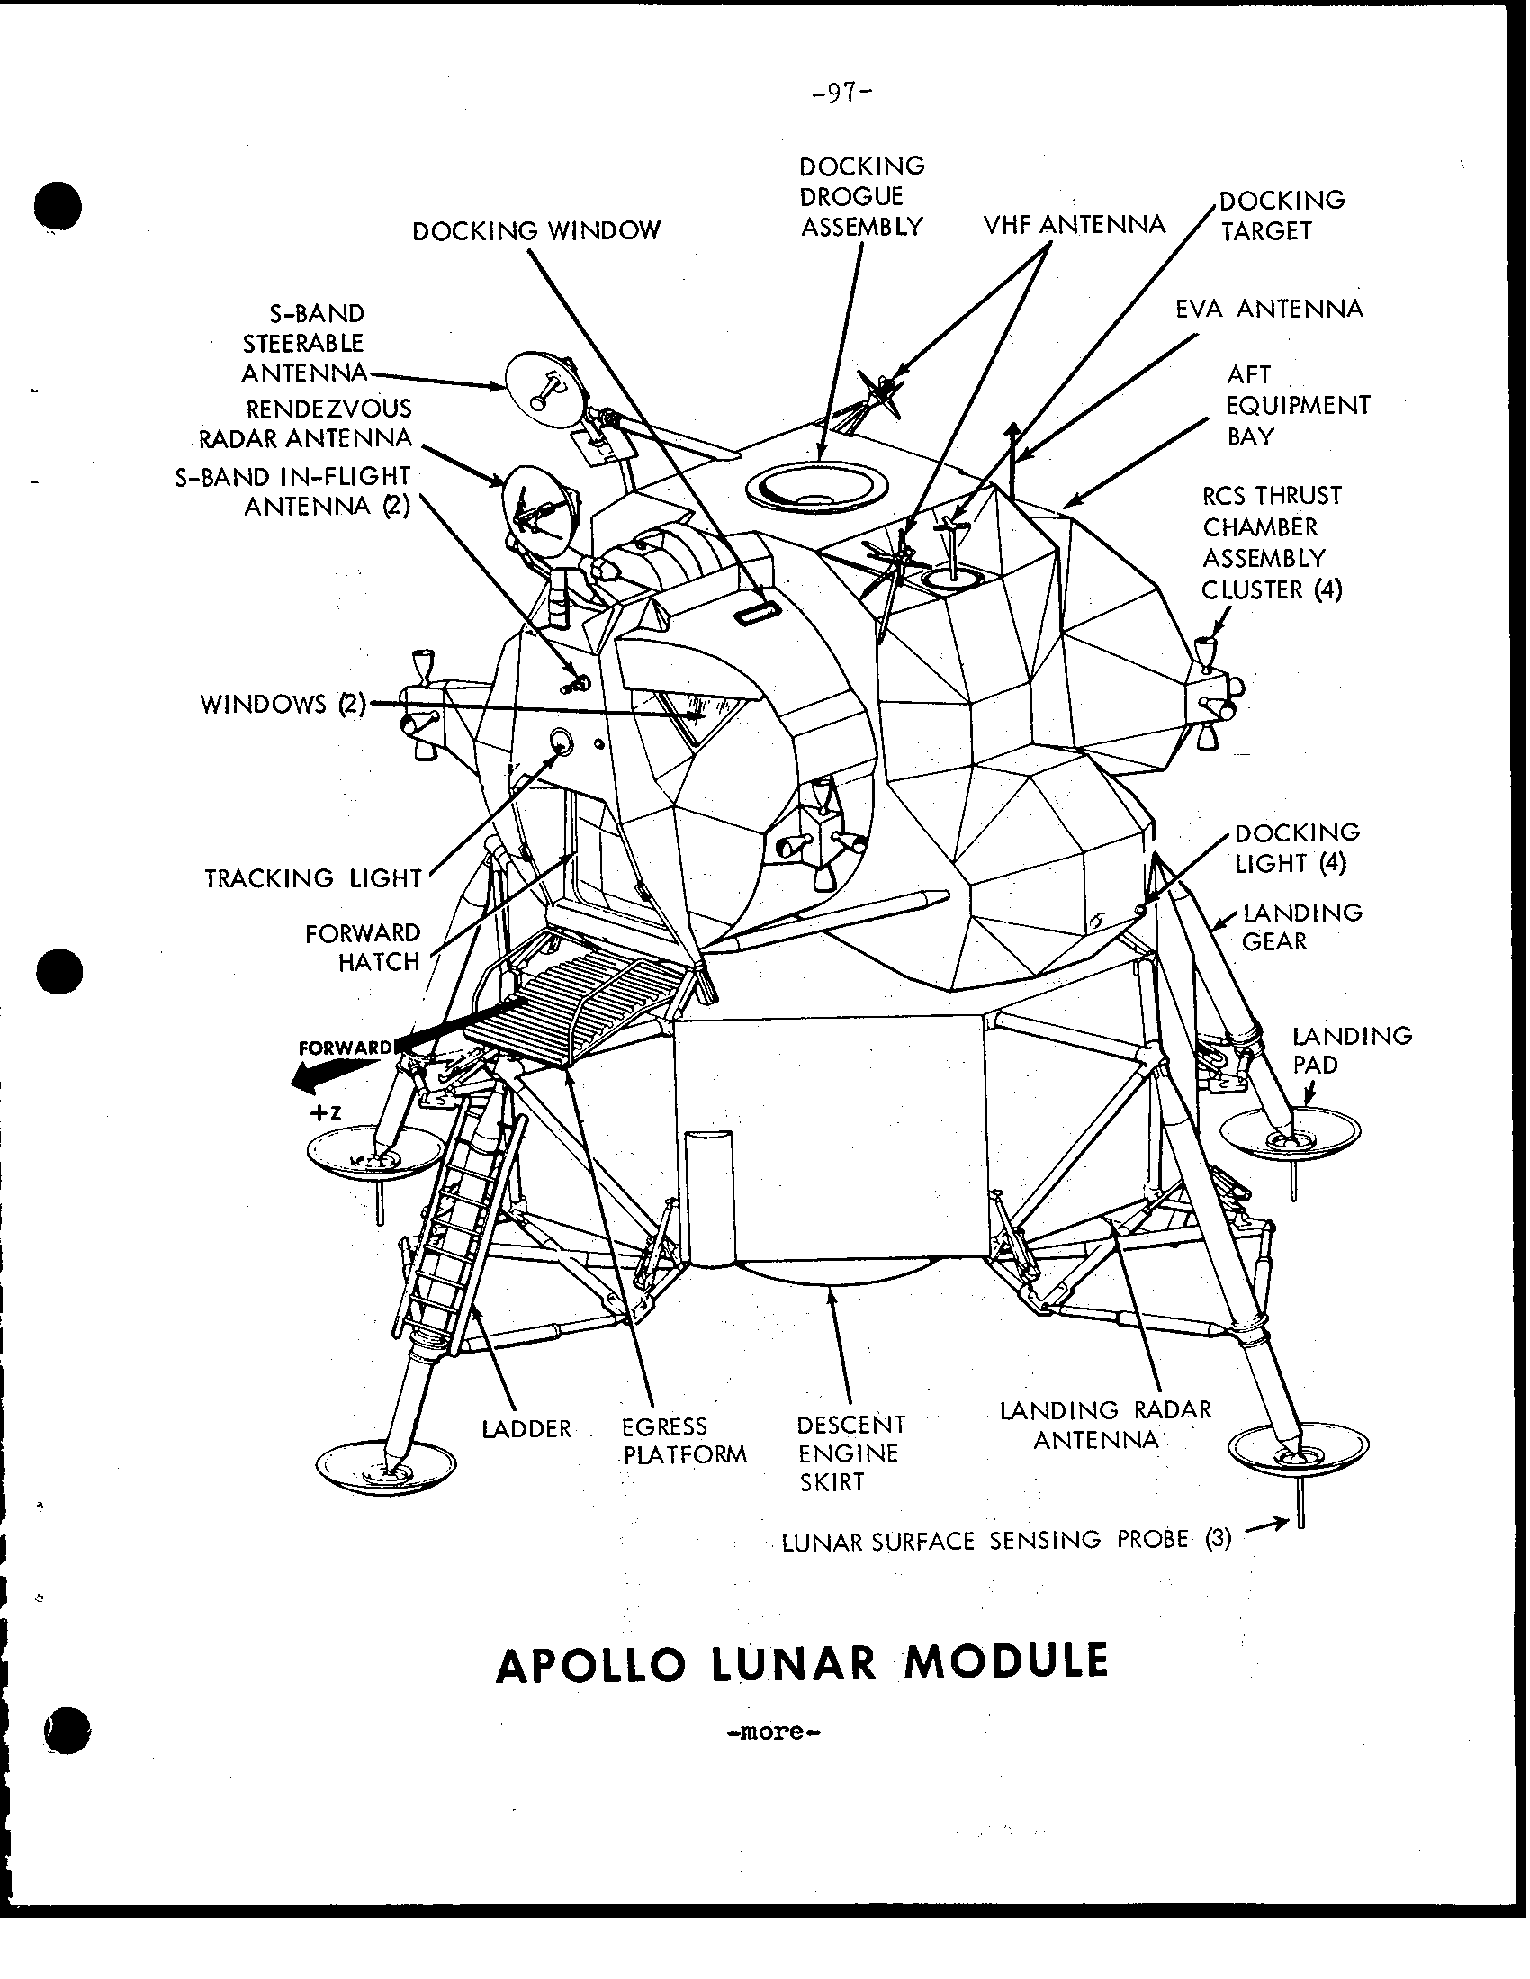 -97-
DOCKING
DROGUE
ASSEMBLY
DOCKING WINDOW
VHF ANTENNA
DOCKING
TARGET
S-BAND
STEERABLE
ANTENNA
EVA ANTENNA
RENDEZVOUS
RADAR ANTENNA
AFT
EQUIPMENT
BAY
S-BAND IN-FLIGHT
ANTENNA (2)
RCS THRUST
CHAMBER
ASSEMBLY
CLUSTER (4)
WINDOWS (2)
TRACKING LIGHT
DOCKING
LIGHT (4)
FORWARD
HATCH
LANDING
GEAR
FORWARD
+Z
LANDING
PAD
LADDER
EGRESS
PLATFORM
DESCENT
ENGINE
SKIRT
LANDING RADAR
ANTENNA
LUNAR SURFACE SENSING PROBE (3)
APOLLO LUNAR MODULE
-more-